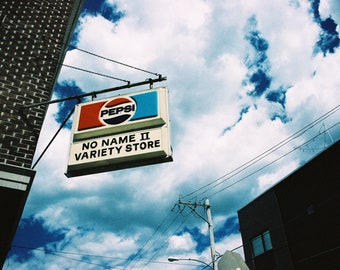 PEPSI
NO NAME II
VARIETY STORE